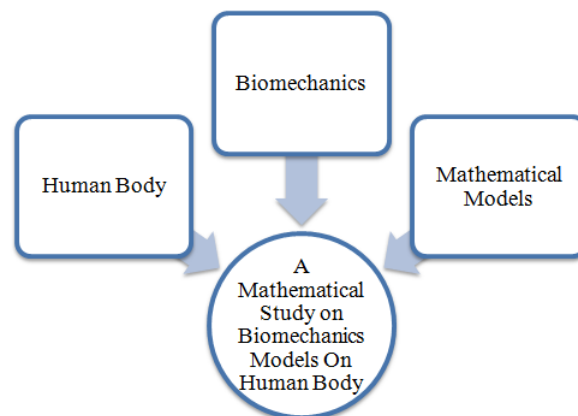 Biomechanics
Human Body
Mathematical
Models
A
Mathematical
Study on
Biomechanics
Models On
Human Body